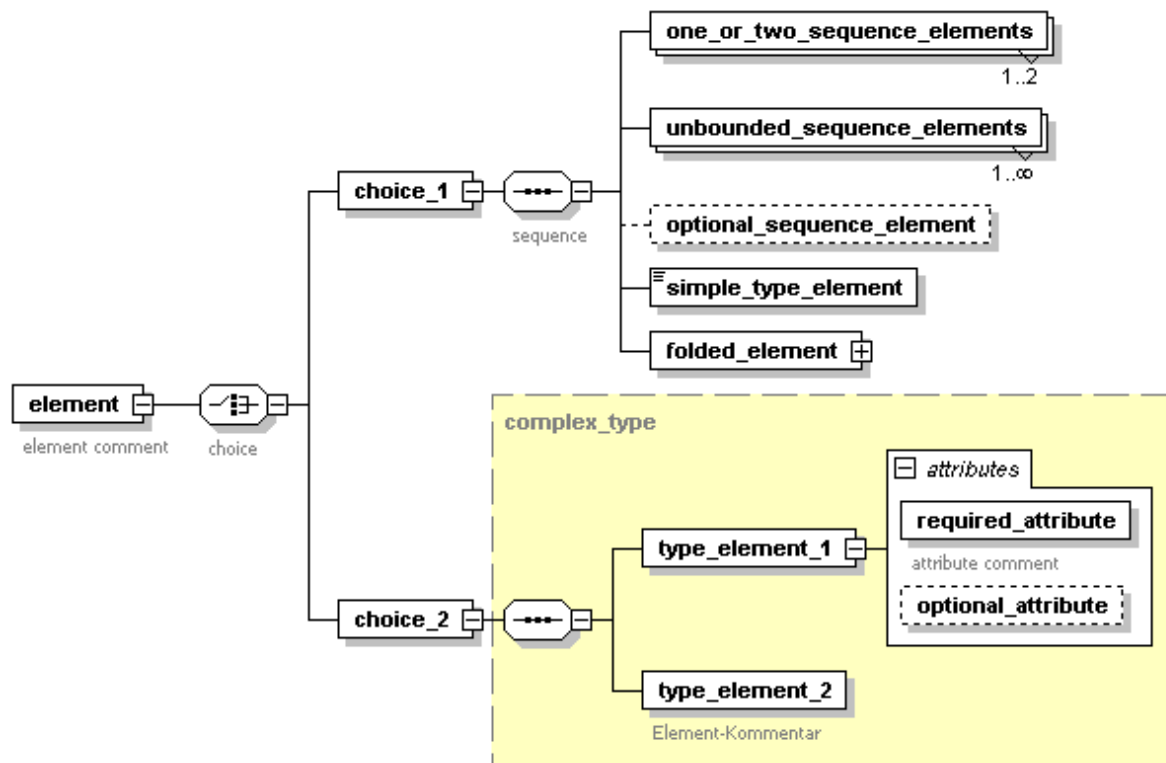 one_or_two_sequence_elements
1..2
unbounded_sequence_elements
1..∞
choice_1
sequence
optional_sequence_element
simple_type_element
folded_element
element
element comment
choice
complex_type
attributes
required_attribute
attribute comment
optional_attribute
type_element_1
choice_2
type_element_2
Element-Kommentar